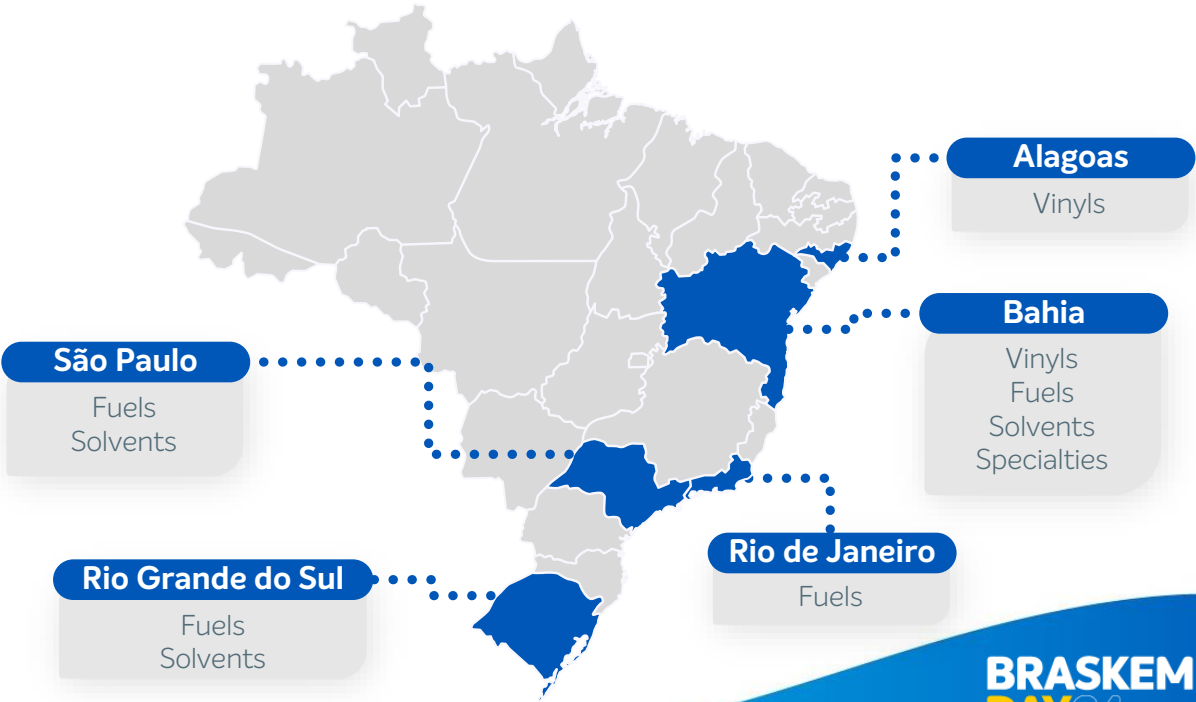 Alagoas
Vinyls
Bahia
Vinyls
Fuels
Solvents
Specialties
São Paulo
Fuels
Solvents
Rio de Janeiro
Fuels
Rio Grande do Sul
Fuels
Solvents
BRASKEM